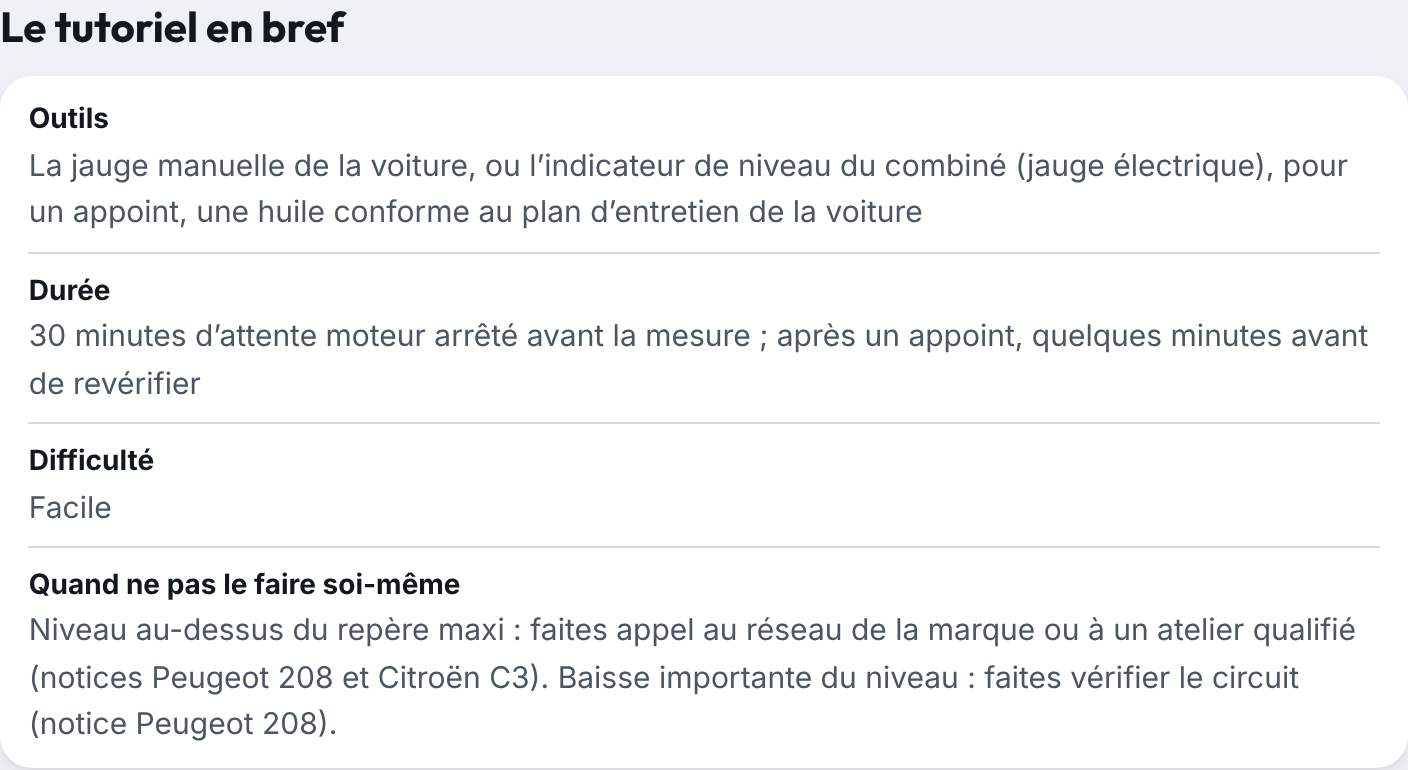 Le tutoriel en bref
Outils
La jauge manuelle de la voiture, ou l’indicateur de niveau du combiné (jauge électrique), pour
un appoint, une huile conforme au plan d’entretien de la voiture
Durée
30 minutes d’attente moteur arrêté avant la mesure ; après un appoint, quelques minutes avant
de revérifier
Difficulté
Facile
Quand ne pas le faire soi-même
Niveau au-dessus du repère maxi : faites appel au réseau de la marque ou à un atelier qualifié
(notices Peugeot 208 et Citroën C3). Baisse importante du niveau : faites vérifier le circuit
(notice Peugeot 208).